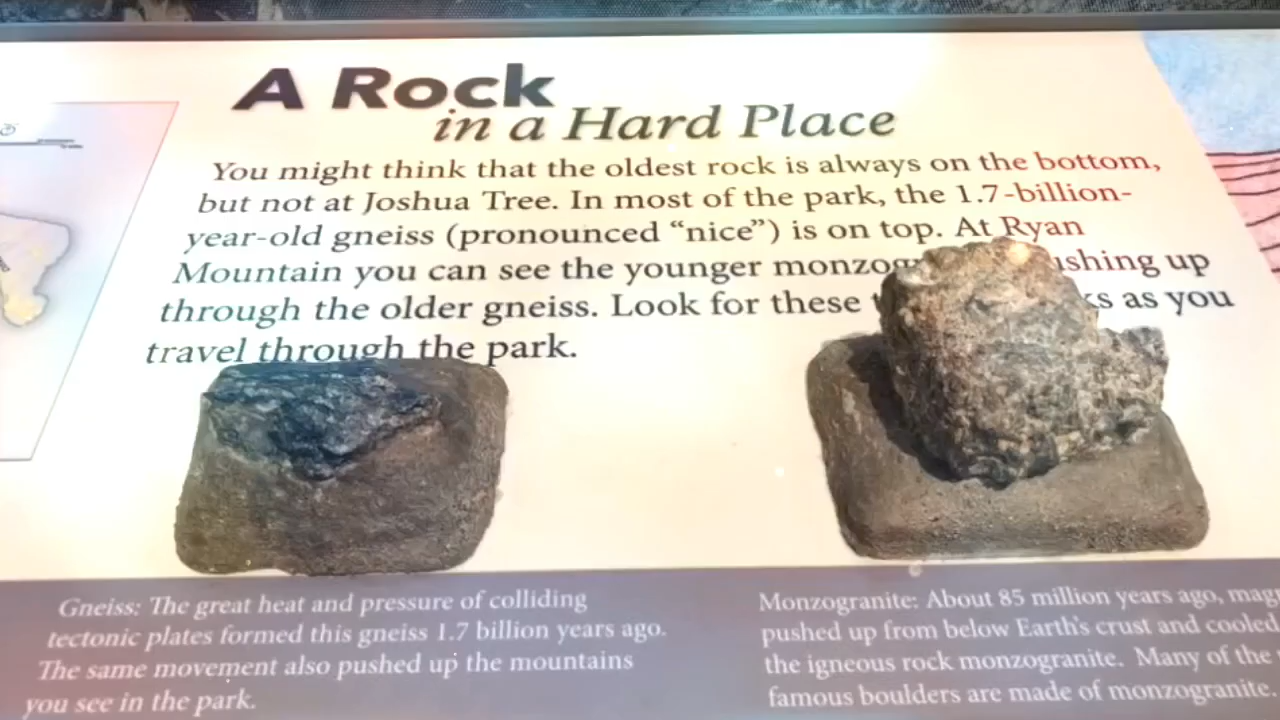 A Rock
in a Hard Place
You might think that the oldest rock is always on the bottom,
but not at Joshua Tree. In most of the park, the 1.7-billion-
year-old gneiss (pronounced “nice”) is on top. At Ryan
Mountain you can see the younger up
through the older gneiss. Look for these as you
travel through the park.
Gneiss: The great heat and pressure of colliding
tectonic plates formed this gneiss 1.7 billion years ago.
The same movement also pushed up the mountains
you see in the park.
Monzogranite: About 85 million years ago,
pushed up from below Earth's crust and cooled
the igneous rock monzogranite. Many of the
famous boulders are made of monzogranite.